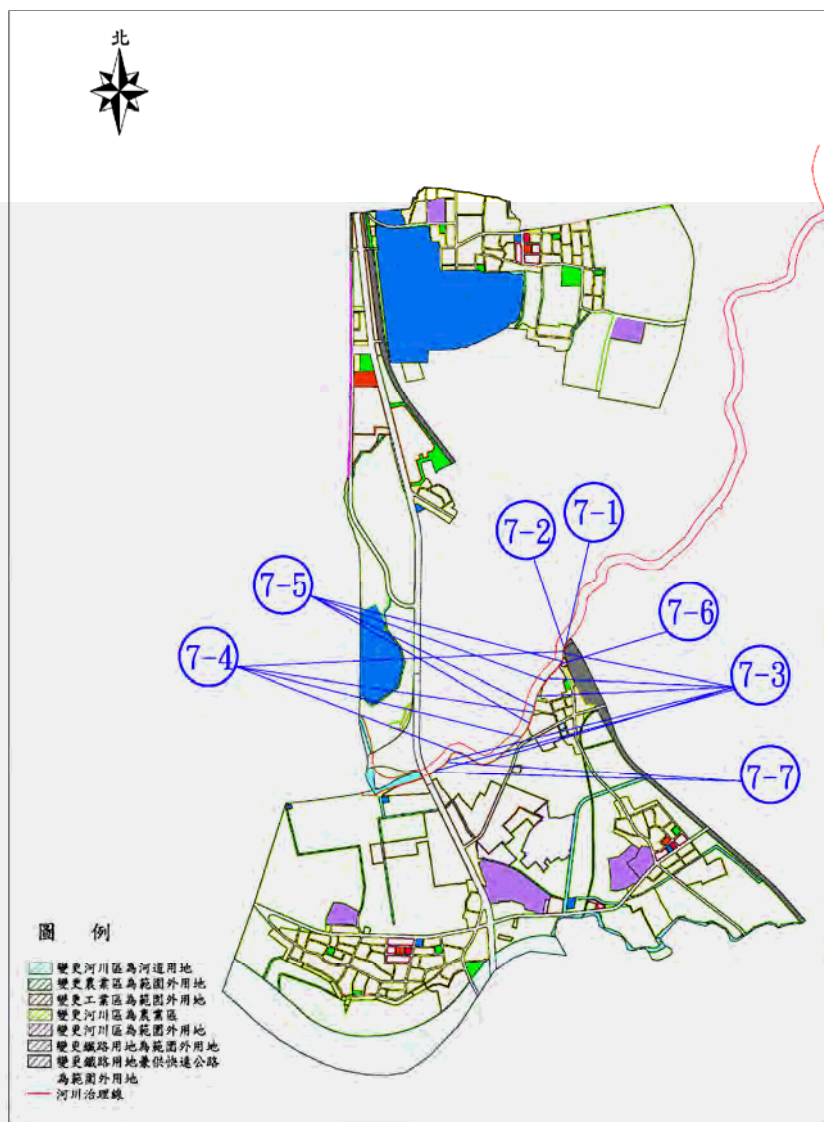 北
7-1
7-2
7-5
7-6
7-4
7-3
7-7
圖 例
變更河川區為河道用地
變更農業區為範圍外用地
變更工業區為範圍外用地
變更河川區為農業區
變更河川區為範圍外用地
變更鐵路用地為範圍外用地
變更鐵路用地兼供快速公路
為範圍外用地
河川治理線